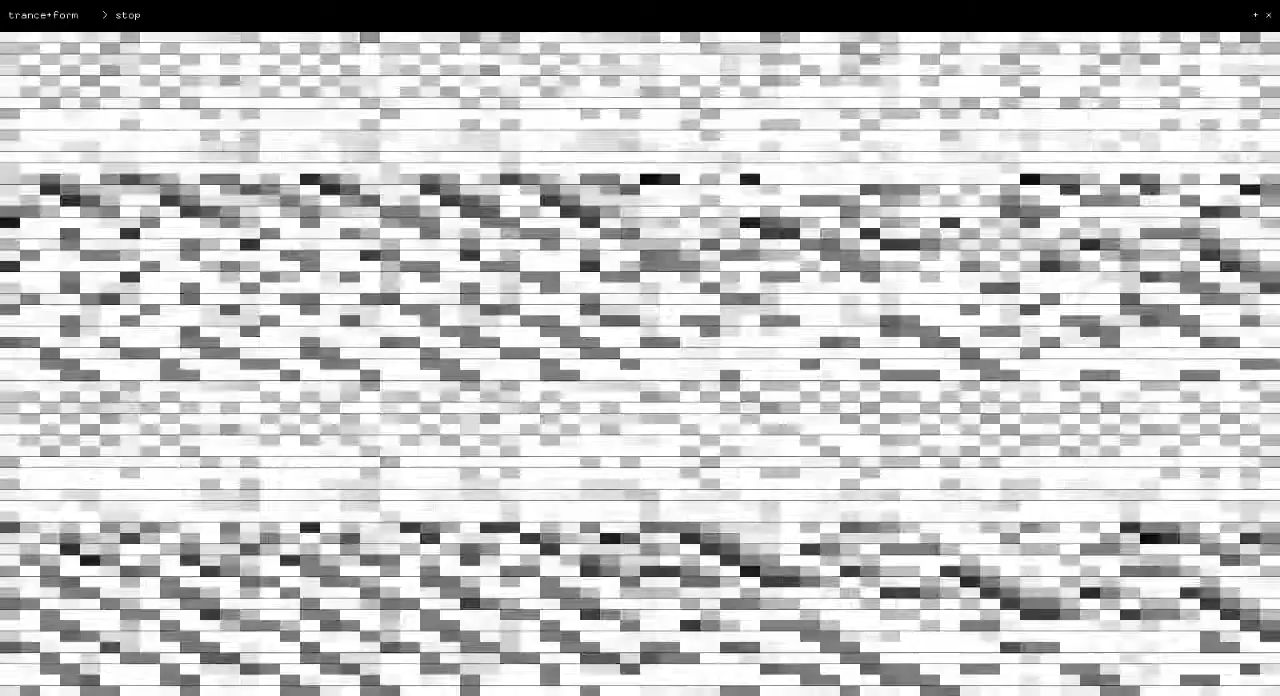 trance+form > stop + ×